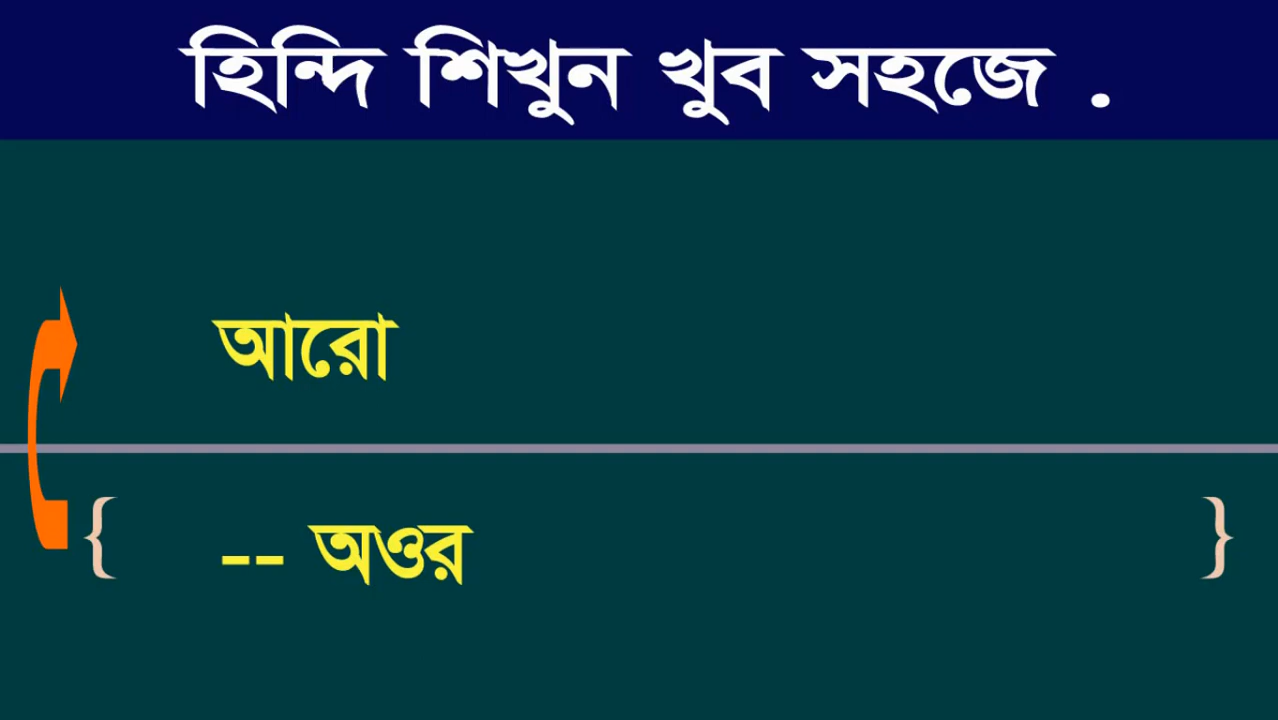 হিন্দি শিখুন খুব সহজে .
আরো
{ -- অওর }